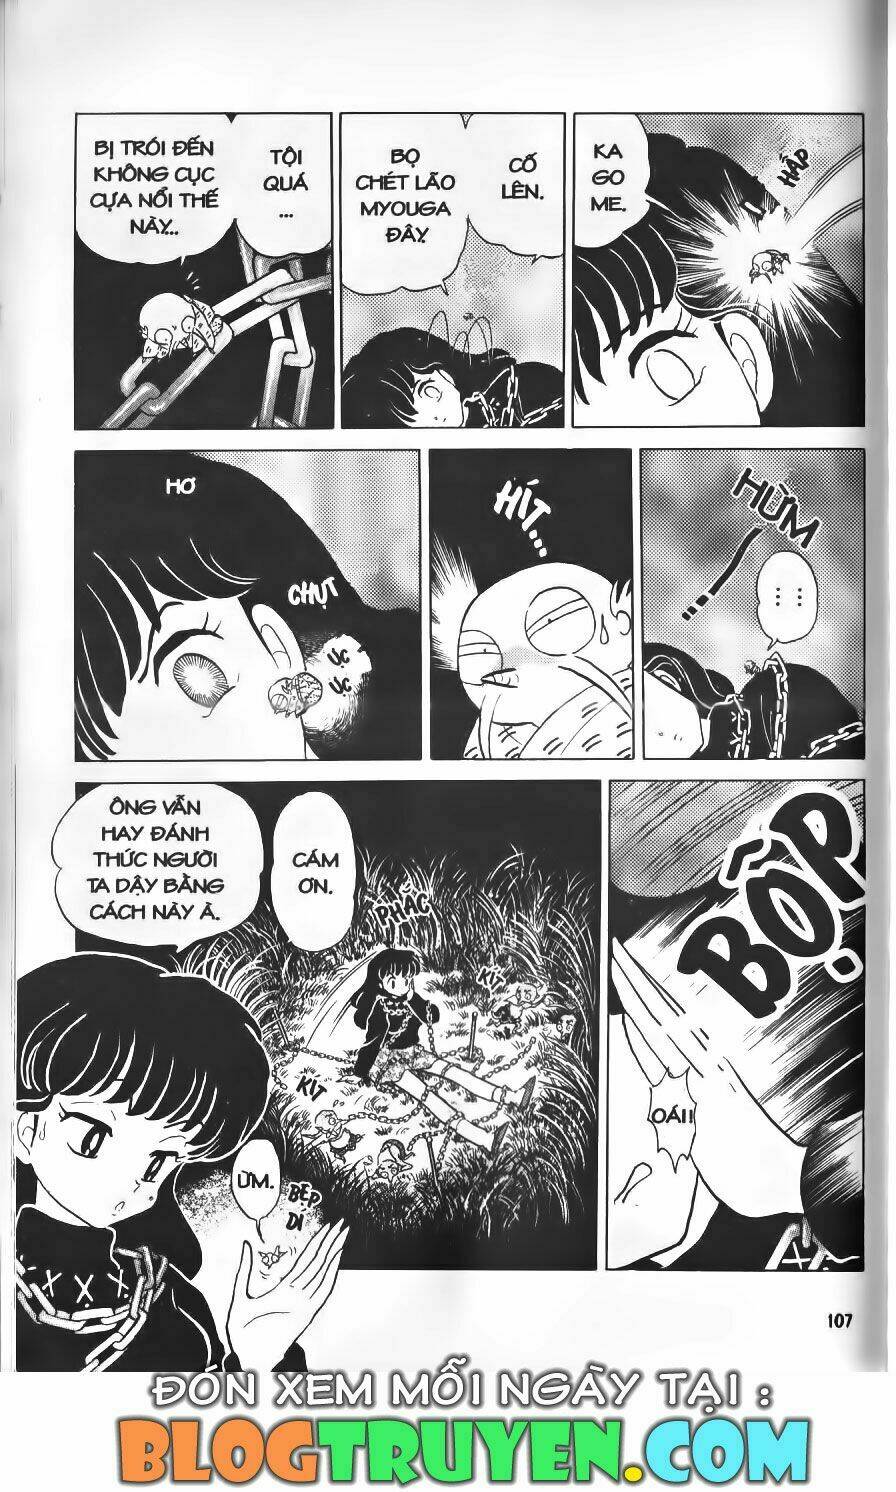 HẤP
KA
GO
ME.
CỐ
LÊN.
BỌ
CHÉT LÃO
MYOUGA
ĐÂY.
TỘI
QUÁ
...
BỊ TRÓI ĐẾN
KHÔNG CỤC
CỰA NỔI THẾ
NÀY...
HỪM
...
...
HÍT...
HƠ
CHỤT
ỰC
ỰC
BỐP
OÁI!
CÁM
ƠN.
PHẮC
KÍT
KÍT
ÔNG VẪN
HAY ĐÁNH
THỨC NGƯỜI
TA DẬY BẰNG
CÁCH NÀY À.
ỪM.
BẸP
DÍ
107
ĐÓN XEM MỖI NGÀY TẠI :
BLOGTRUYEN.COM